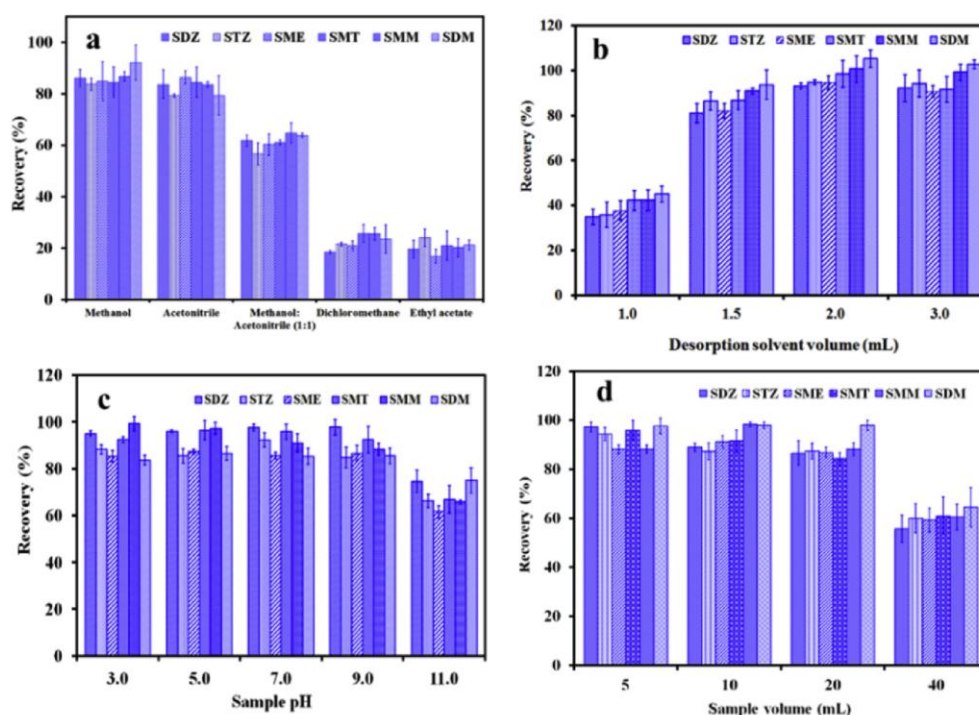 a
SDZ STZ SME SMT SMM SDM
100
80
60
40
20
0
Recovery (%)
Methanol Acetonitrile Methanol: Dichloromethane Ethyl acetate
Acetonitrile (1:1)
b
SDZ STZ SME SMT SMM SDM
120
100
80
60
40
20
0
Recovery (%)
1.0 1.5 2.0 3.0
Desorption solvent volume (mL)
c
SDZ STZ SME SMT SMM SDM
120
100
80
60
40
20
0
Recovery (%)
3.0 5.0 7.0 9.0 11.0
Sample pH
d
SDZ STZ SME SMT SMM SDM
120
100
80
60
40
20
0
Recovery (%)
5 10 20 40
Sample volume (mL)